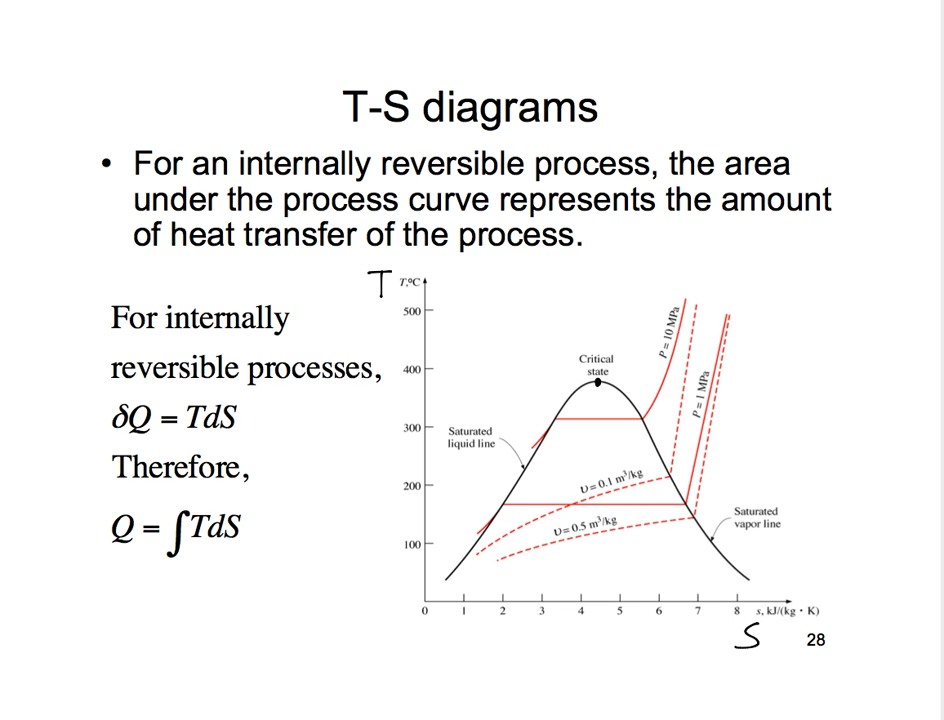 T-S diagrams
• For an internally reversible process, the area
under the process curve represents the amount
of heat transfer of the process.
For internally
reversible processes,
δQ = TdS
Therefore,
Q = ∫TdS
T
T,°C
500
400
300
200
100
Critical
state
Saturated
liquid line
P = 10 MPa
P = 1 MPa
υ = 0.1 m³/kg
υ = 0.5 m³/kg
Saturated
vapor line
0 1 2 3 4 5 6 7 8 s, kJ/(kg • K)
S
28